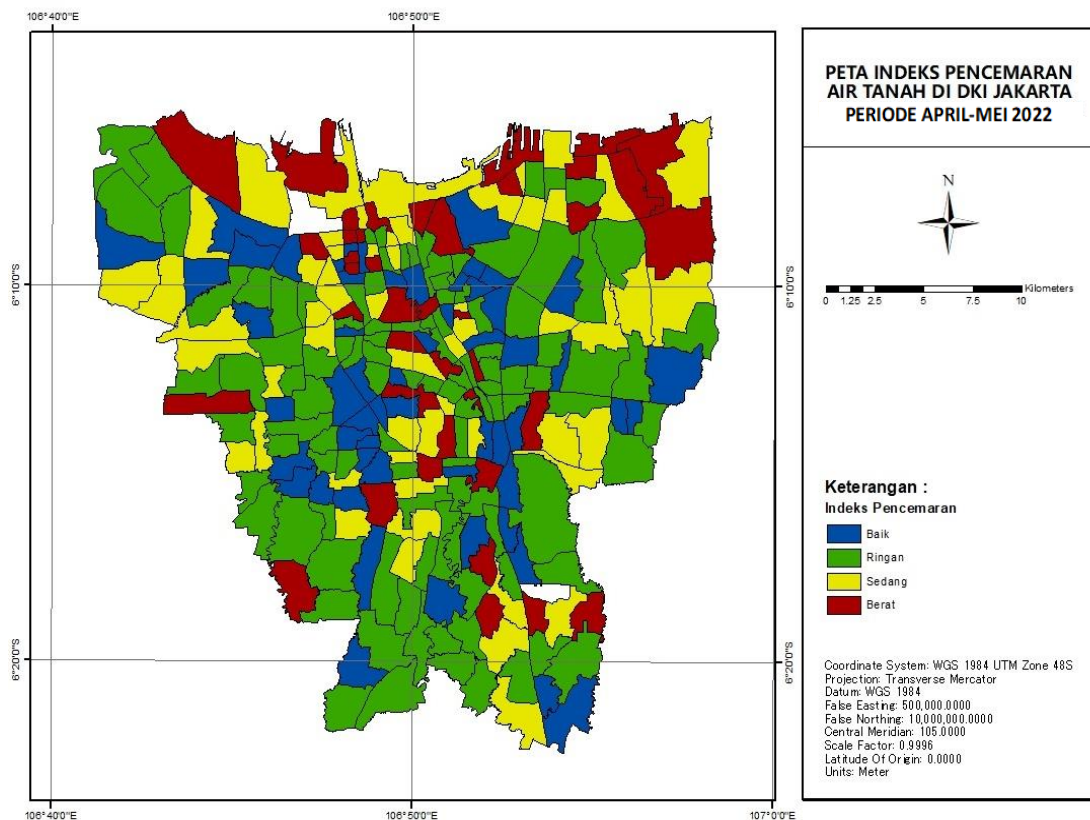 106°40'0"E
106°50'0"E
6°10'0"S
6°10'0"S
6°20'0"S
6°20'0"S
106°40'0"E
106°50'0"E
107°0'0"E
PETA INDEKS PENCEMARAN
AIR TANAH DI DKI JAKARTA
PERIODE APRIL-MEI 2022
N
Kilometers
0 1.25 2.5 5 7.5 10
Keterangan :
Indeks Pencemaran
Baik
Ringan
Sedang
Berat
Coordinate System: WGS 1984 UTM Zone 48S
Projection: Transverse Mercator
Datum: WGS 1984
False Easting: 500,000.0000
False Northing: 10,000,000.0000
Central Meridian: 105.0000
Scale Factor: 0.9996
Latitude Of Origin: 0.0000
Units: Meter